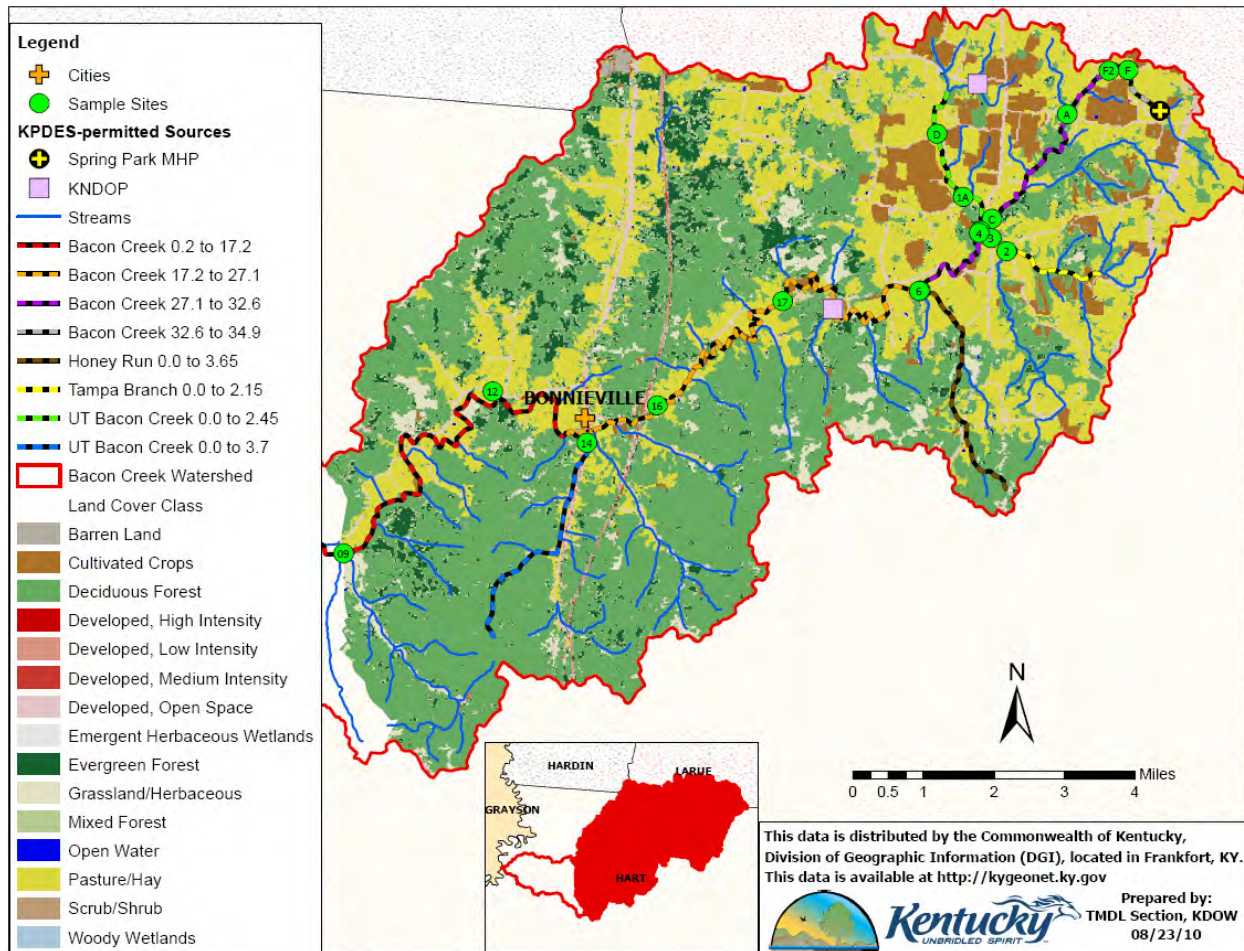 Legend
Cities
Sample Sites
KPDES-permitted Sources
Spring Park MHP
KNDOP
Streams
Bacon Creek 0.2 to 17.2
Bacon Creek 17.2 to 27.1
Bacon Creek 27.1 to 32.6
Bacon Creek 32.6 to 34.9
Honey Run 0.0 to 3.65
Tampa Branch 0.0 to 2.15
UT Bacon Creek 0.0 to 2.45
UT Bacon Creek 0.0 to 3.7
Bacon Creek Watershed
Land Cover Class
Barren Land
Cultivated Crops
Deciduous Forest
Developed, High Intensity
Developed, Low Intensity
Developed, Medium Intensity
Developed, Open Space
Emergent Herbaceous Wetlands
Evergreen Forest
Grassland/Herbaceous
Mixed Forest
Open Water
Pasture/Hay
Scrub/Shrub
Woody Wetlands
F2
F
A
D
1A
C
4
3
2
6
17
12
BONNIEVILLE
16
14
09
N
Miles
0 0.5 1 2 3 4
HARDIN
LARUE
GRAYSON
HART
This data is distributed by the Commonwealth of Kentucky,
Division of Geographic Information (DGI), located in Frankfort, KY.
This data is available at http://kygeonet.ky.gov
Kentucky
UNBRIDLED SPIRIT
Prepared by:
TMDL Section, KDOW
08/23/10